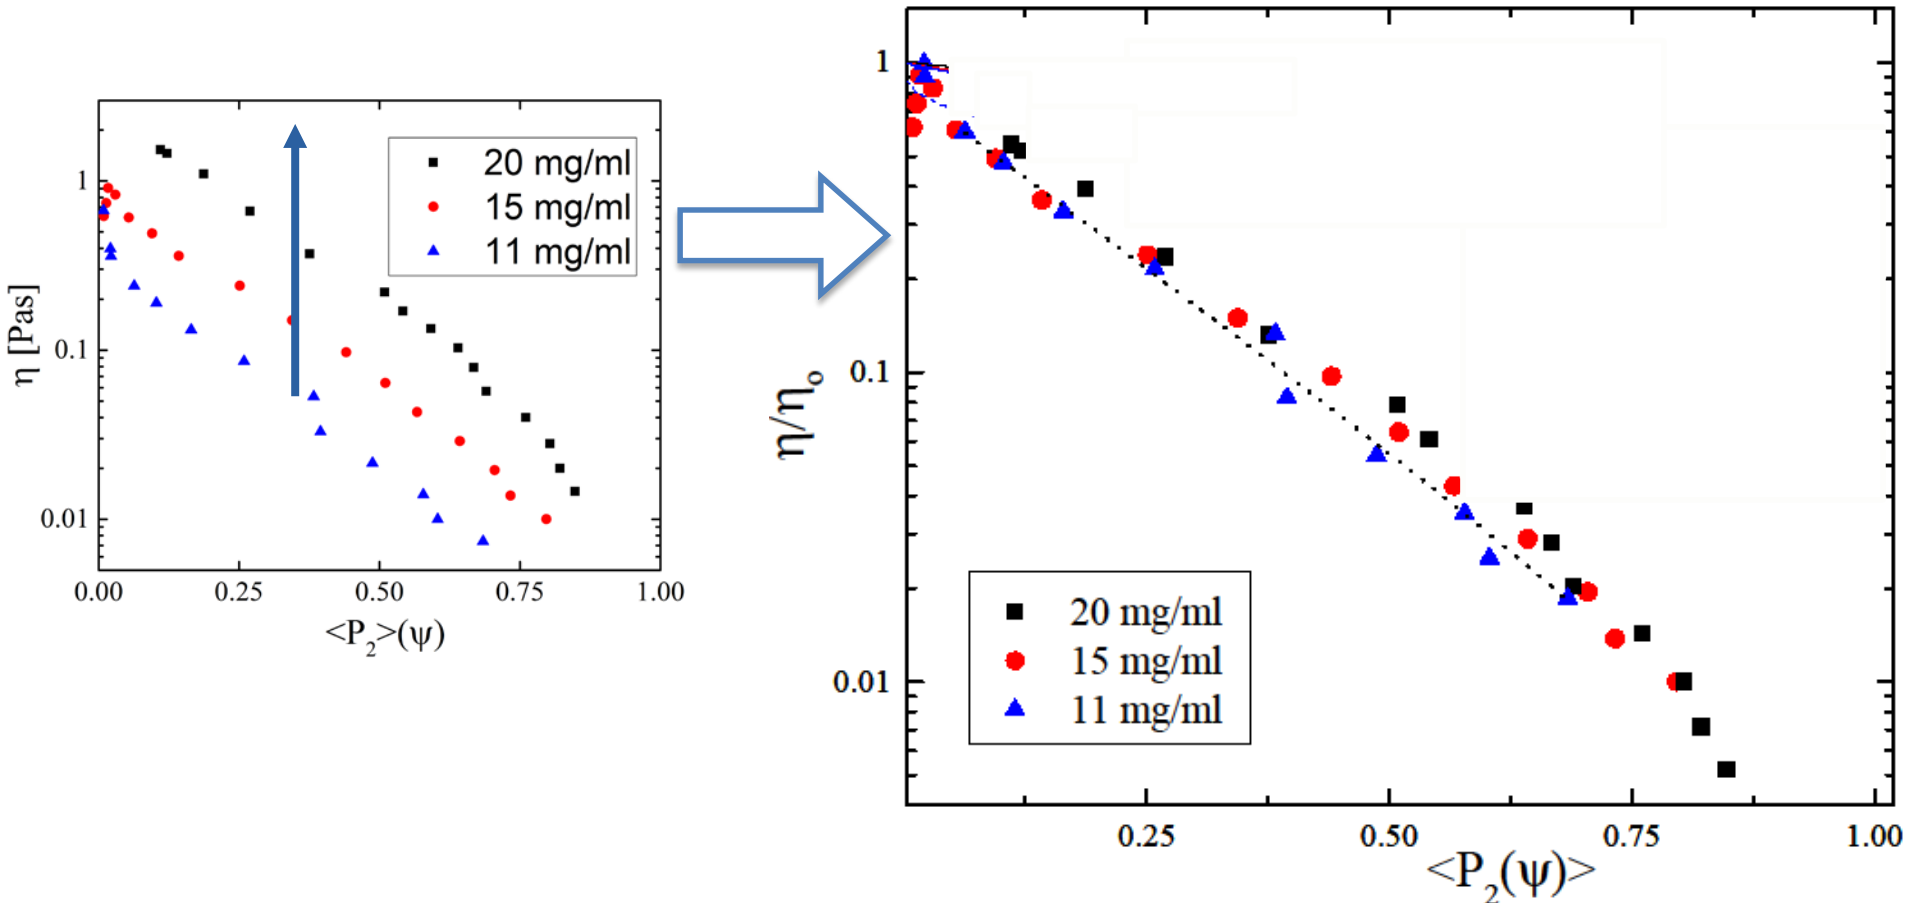 20 mg/ml
15 mg/ml
11 mg/ml
1
0.1
0.01
η [Pas]
0.00 0.25 0.50 0.75 1.00
<P2>(ψ)
1
0.1
0.01
η/ηo
20 mg/ml
15 mg/ml
11 mg/ml
0.25 0.50 0.75 1.00
<P2(ψ)>